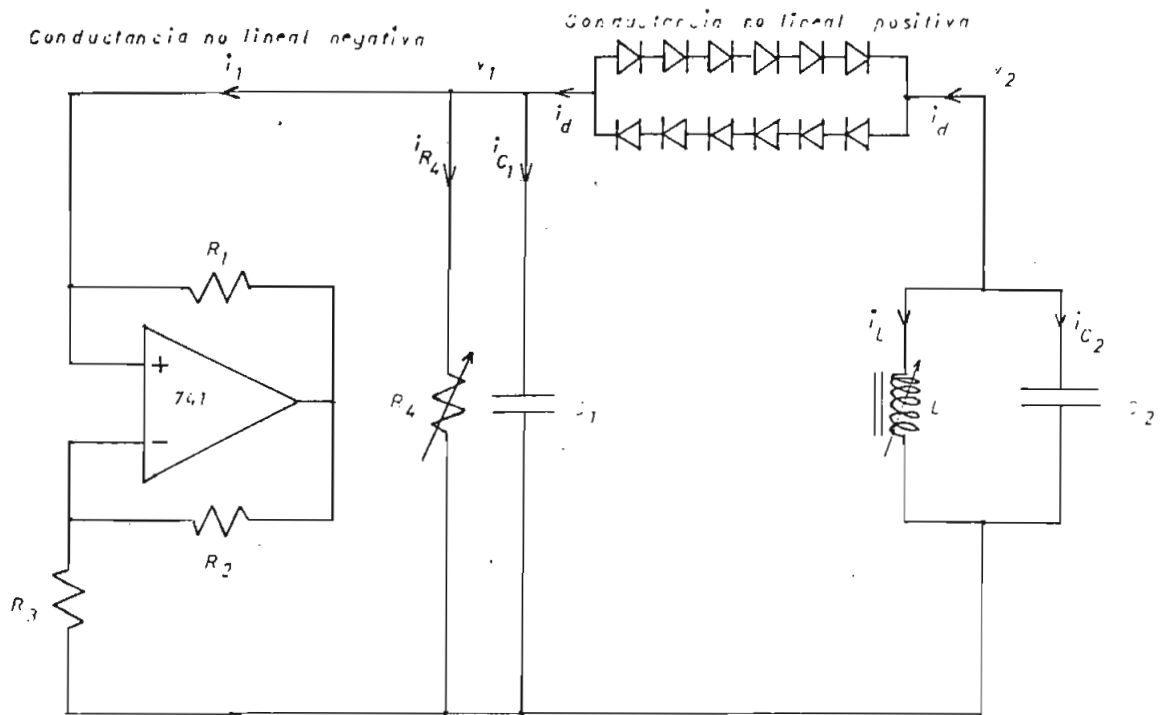 Conductancia no lineal negativa
Conductancia no lineal positiva
i1
v1
id
id
v2
iR4
iC1
R1
+
741
−
R2
R3
R4
iL
L
iC2